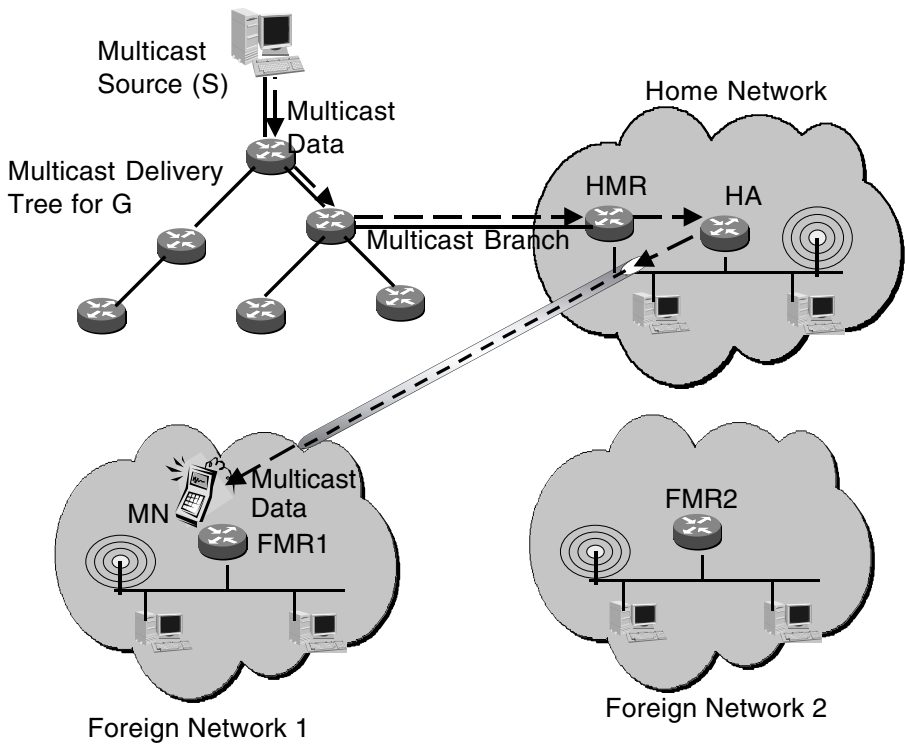 Multicast
Source (S)
Multicast
Data
Home Network
Multicast Delivery
Tree for G
HMR
HA
Multicast Branch
Multicast
Data
MN
FMR1
FMR2
Foreign Network 1
Foreign Network 2